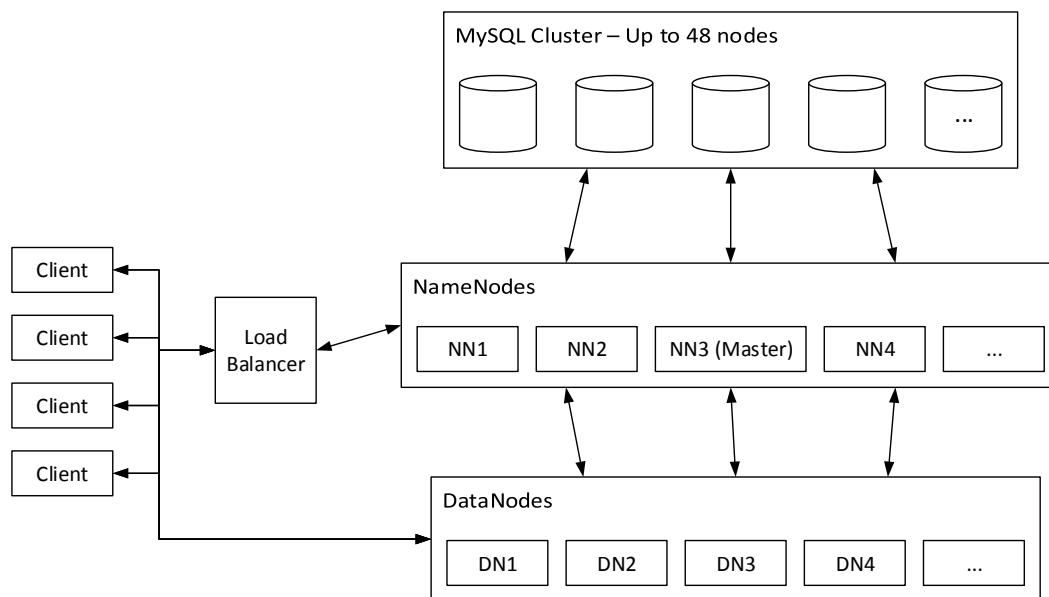 MySQL Cluster – Up to 48 nodes
...
Client
Client
Client
Client
Load
Balancer
NameNodes
NN1
NN2
NN3 (Master)
NN4
...
DataNodes
DN1
DN2
DN3
DN4
...